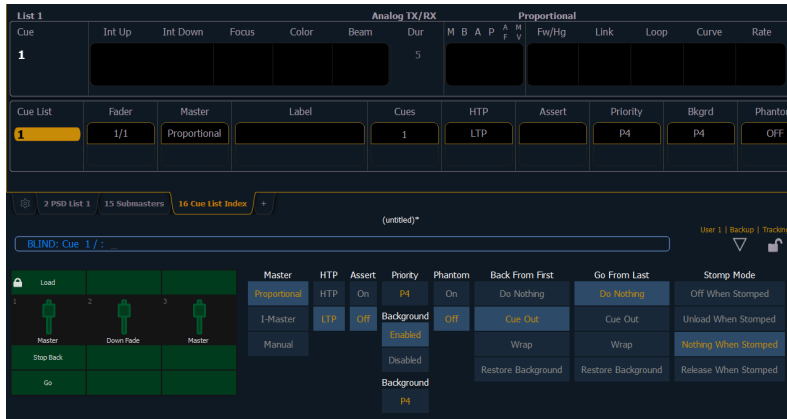 List 1 Analog TX/RX Proportional
Cue Int Up Int Down Focus Color Beam Dur M B A P A F M V Fw/Hg Link Loop Curve Rate
1 5
Cue List Fader Master Label Cues HTP Assert Priority Bkgrd Phanto
1 1/1 Proportional 1 LTP P4 P4 OFF
2 PSD List 1 15 Submasters 16 Cue List Index +
(untitled)*
User 1 | Backup | Tracking
BLIND: Cue 1 / : _
Load
1 2 3
Master Down Fade Master
Stop Back
Go
Master HTP Assert Priority Phantom Back From First Go From Last Stomp Mode
Proportional HTP On P4 On Do Nothing Do Nothing Off When Stomped
I-Master LTP Off Background Off Cue Out Cue Out Unload When Stomped
Enabled
Manual Wrap Wrap Nothing When Stomped
Disabled
Restore Background Restore Background Release When Stomped
Background
P4